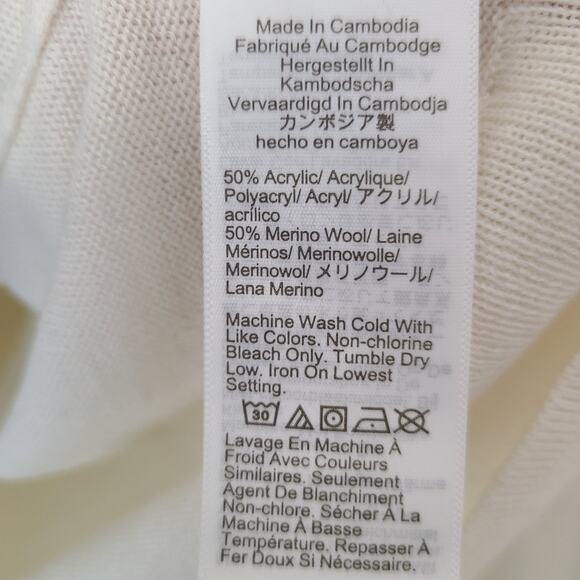 Made In Cambodia
Fabriqué Au Cambodge
Hergestellt In
Kambodscha
Vervaardigd In Cambodja
カンボジア製
hecho en camboya
50% Acrylic/ Acrylique/
Polyacryl/ Acryl/ アクリル/
acrílico
50% Merino Wool/ Laine
Mérinos/ Merinowolle/
Merinowol/ メリノウール/
Lana Merino
Machine Wash Cold With
Like Colors. Non-chlorine
Bleach Only. Tumble Dry
Low. Iron On Lowest
Setting.
30
Lavage En Machine À
Froid Avec Couleurs
Similaires. Seulement
Agent De Blanchiment
Non-chlore. Sécher À La
Machine À Basse
Température. Repasser À
Fer Doux Si Nécessaire.